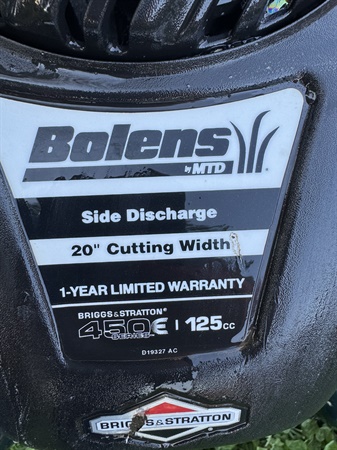 Bolens
by MTD
Side Discharge
20" Cutting Width
1-YEAR LIMITED WARRANTY
BRIGGS&STRATTON®
450E | 125cc
SERIES
D19327 AC
BRIGGS&STRATTON